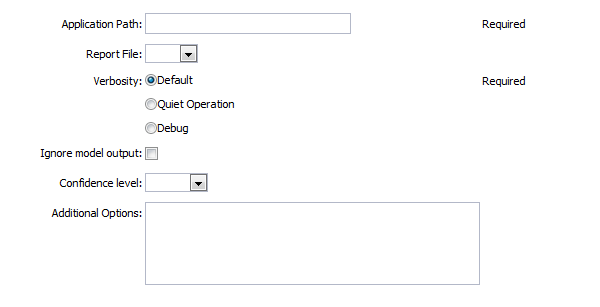 Application Path: Required
Report File:
Verbosity: Default Required
Quiet Operation
Debug
Ignore model output:
Confidence level:
Additional Options: